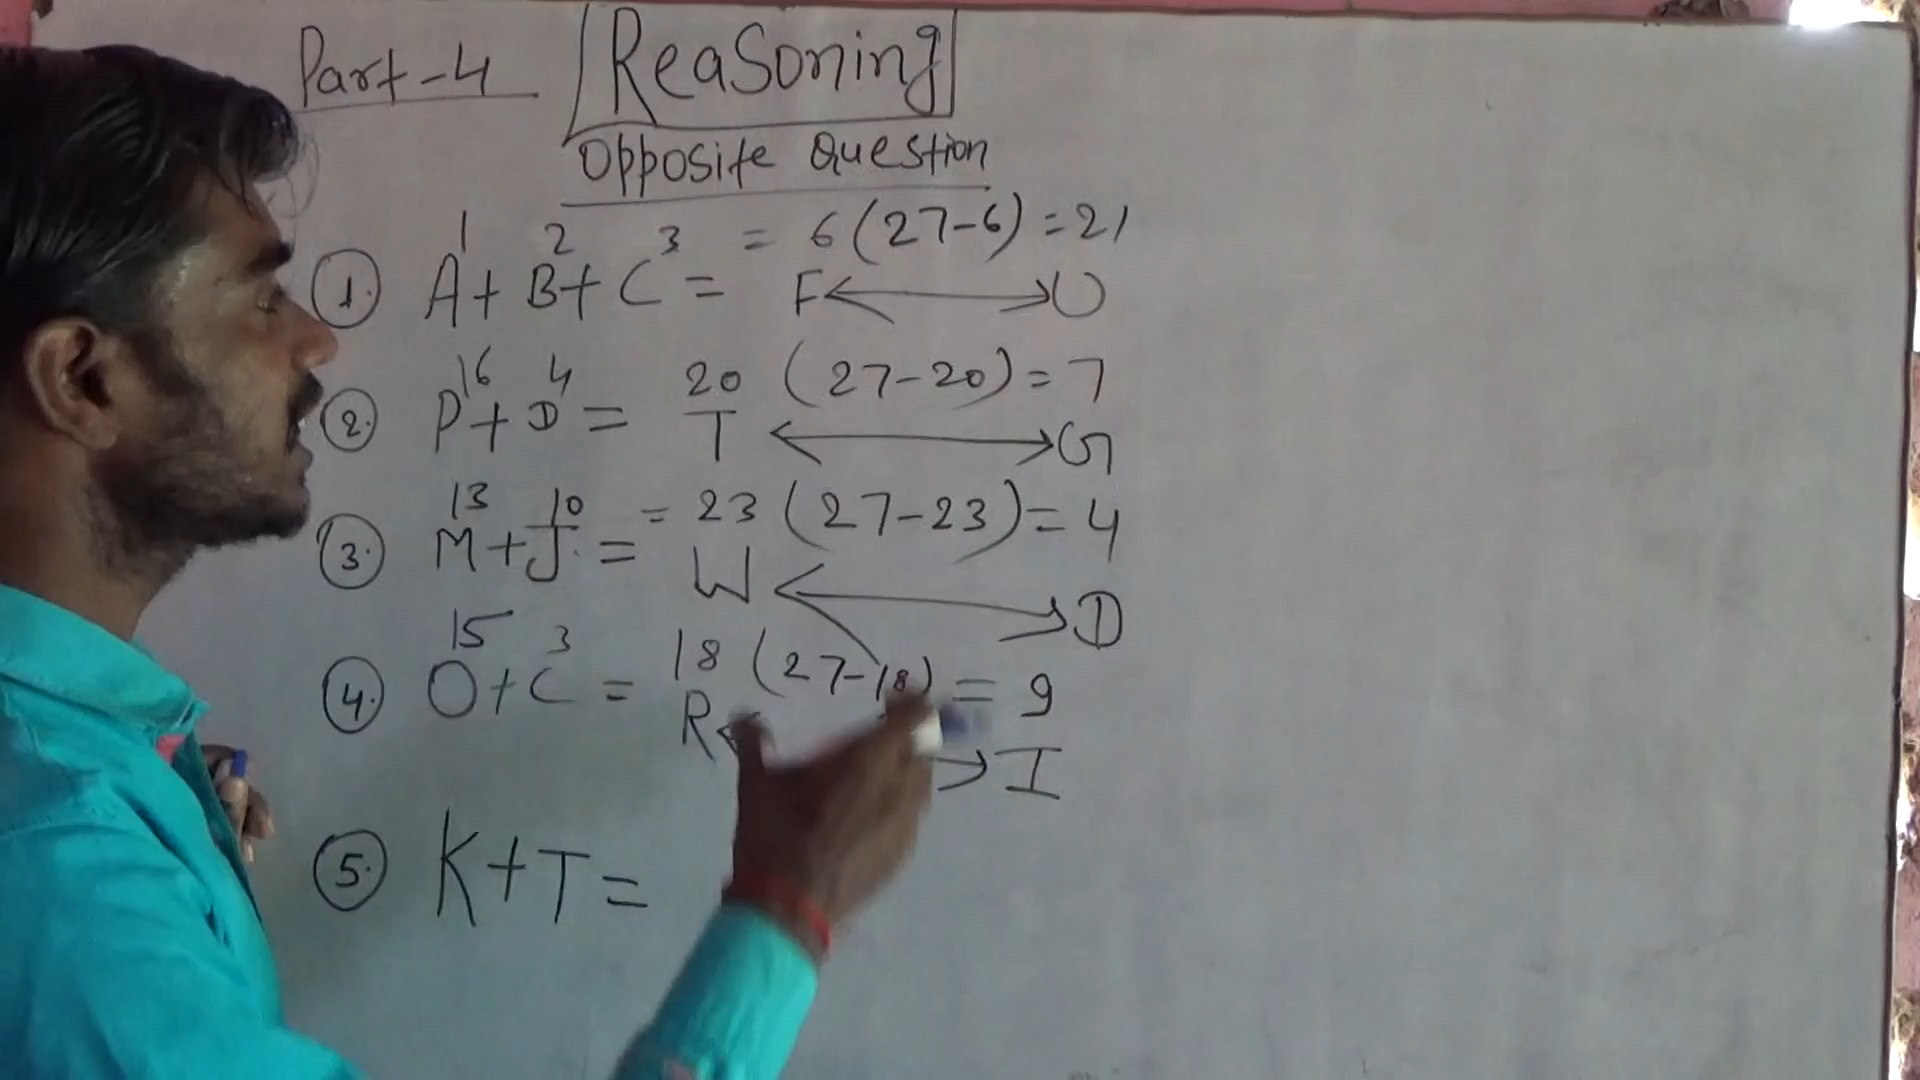 Part-4 Reasoning
Opposite Question
1 2 3 = 6 (27-6) = 21
1. A + B + C = F ↔ U
16 4 20 (27-20) = 7
2. P + D = T ↔ G
13 10 = 23 (27-23) = 4
3. M + J = W ↔ D
15 3 18 (27-18) = 9
4. O + C = R ↔ I
5. K + T =